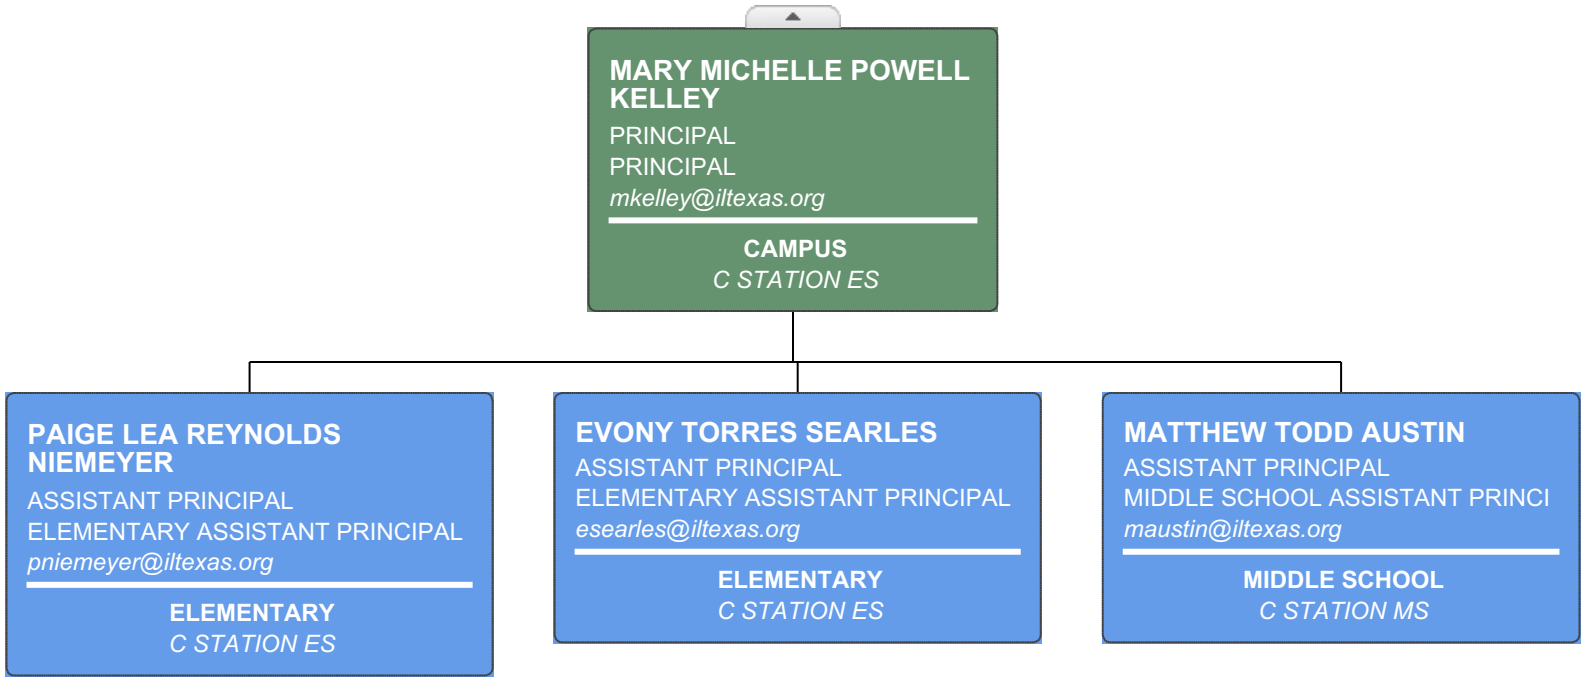 MARY MICHELLE POWELL
KELLEY
PRINCIPAL
PRINCIPAL
mkelley@iltexas.org
CAMPUS
C STATION ES
PAIGE LEA REYNOLDS
NIEMEYER
ASSISTANT PRINCIPAL
ELEMENTARY ASSISTANT PRINCIPAL
pniemeyer@iltexas.org
ELEMENTARY
C STATION ES
EVONY TORRES SEARLES
ASSISTANT PRINCIPAL
ELEMENTARY ASSISTANT PRINCIPAL
esearles@iltexas.org
ELEMENTARY
C STATION ES
MATTHEW TODD AUSTIN
ASSISTANT PRINCIPAL
MIDDLE SCHOOL ASSISTANT PRINCI
maustin@iltexas.org
MIDDLE SCHOOL
C STATION MS